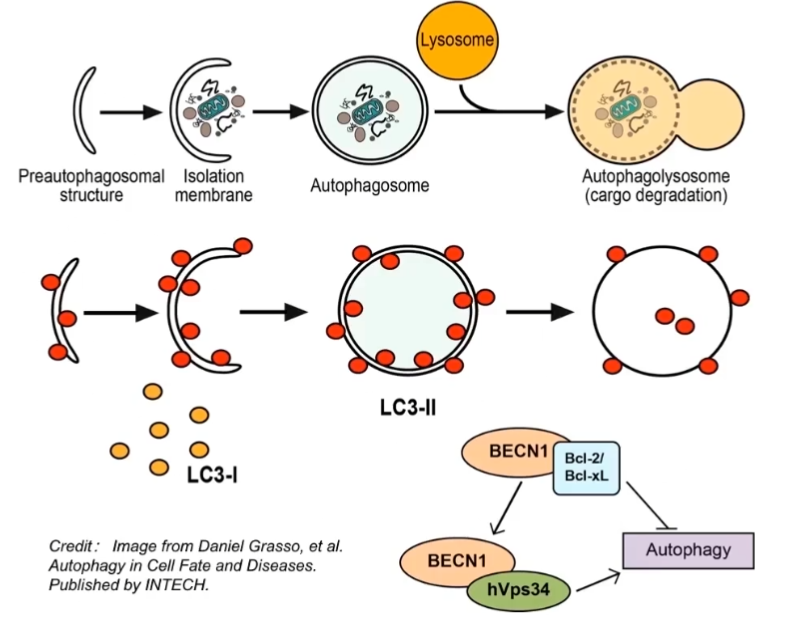 Lysosome
Preautophagosomal
structure
Isolation
membrane
Autophagosome
Autophagolysosome
(cargo degradation)
LC3-II
LC3-I
BECN1
Bcl-2/
Bcl-xL
Autophagy
BECN1
hVps34
Credit: Image from Daniel Grasso, et al.
Autophagy in Cell Fate and Diseases.
Published by INTECH.